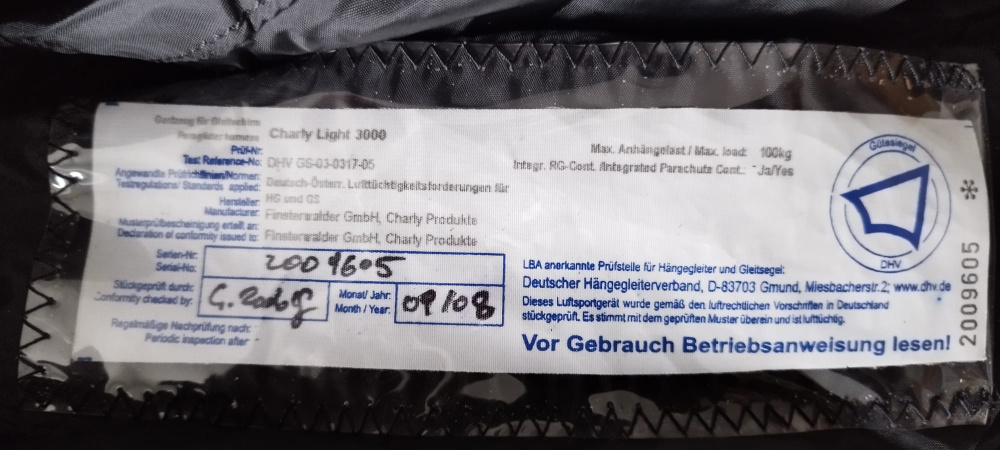 Gurtzeug für Gleitschirm
Paraglider harness Charly Light 3000
Prüf-Nr.
Test Reference-No: DHV GS-03-0317-05
Angewandte Prüfrichtlinien/Normen:
Testregulations/ Standards applied: Deutsch-Österr. Lufttüchtigkeitsforderungen für
HG und GS
Hersteller:
Manufacturer: Finsterwalder GmbH, Charly Produkte
Musterprüfbescheinigung erteilt an:
Declaration of conformity issued to: Finsterwalder GmbH, Charly Produkte
Serien-Nr:
Serial-No: 2009605
Stückgeprüft durch:
Conformity checked by:
Monat/ Jahr:
Month / Year: 09/08
Regelmäßige Nachprüfung nach: -
Periodic inspection after
Max. Anhängelast / Max. load: 100kg
Integr. RG-Cont. /Integrated Parachute Cont.: Ja/Yes
Gütesiegel
DHV
LBA anerkannte Prüfstelle für Hängegleiter und Gleitsegel:
Deutscher Hängegleiterverband, D-83703 Gmund, Miesbacherstr.2; www.dhv.de
Dieses Luftsportgerät wurde gemäß den luftrechtlichen Vorschriften in Deutschland
stückgeprüft. Es stimmt mit dem geprüften Muster überein und ist lufttüchtig.
Vor Gebrauch Betriebsanweisung lesen!
2009605 *